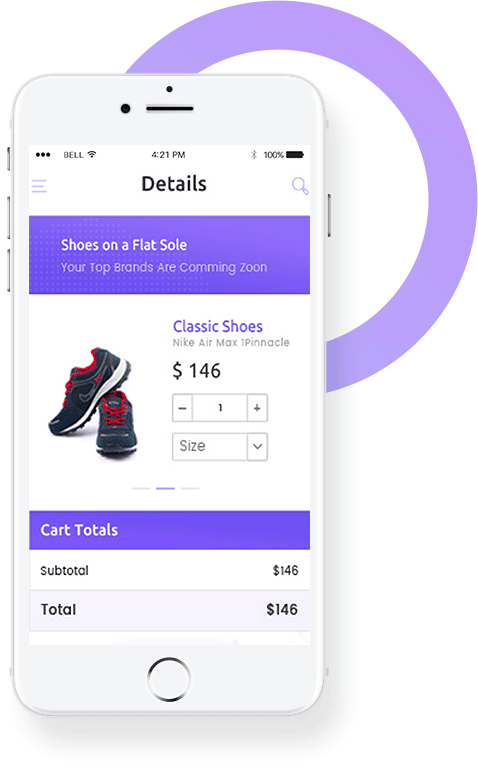 BELL 4:21 PM 100%
Details
Shoes on a Flat Sole
Your Top Brands Are Comming Zoon
Classic Shoes
Nike Air Max 1Pinnacle
$ 146
− 1 +
Size
Cart Totals
Subtotal $146
Total $146